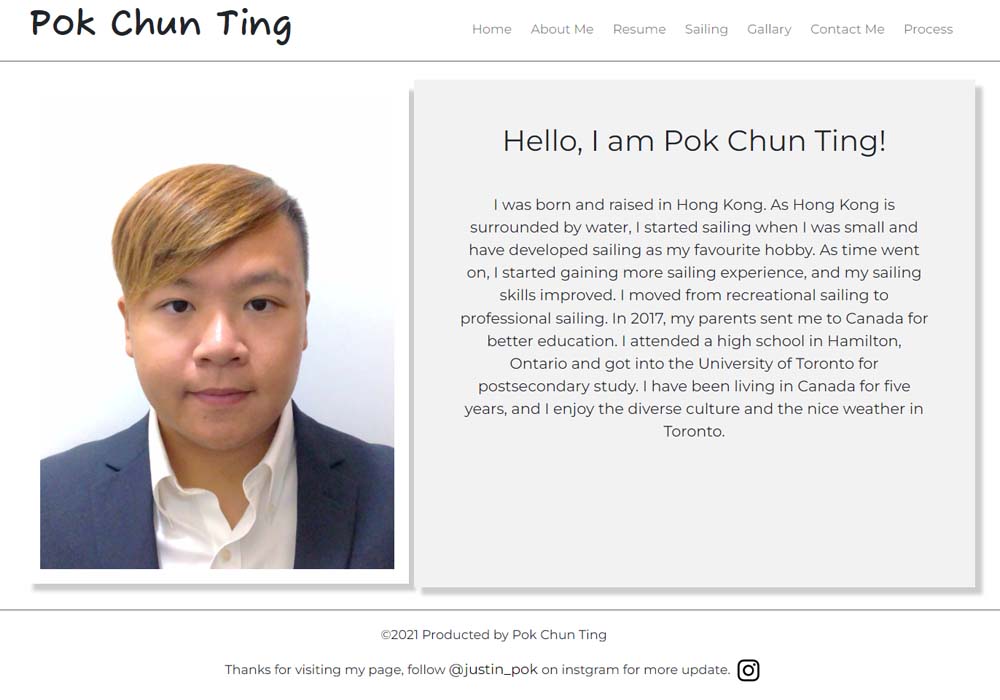 Pok Chun Ting
Home About Me Resume Sailing Gallary Contact Me Process
Hello, I am Pok Chun Ting!
I was born and raised in Hong Kong. As Hong Kong is
surrounded by water, I started sailing when I was small and
have developed sailing as my favourite hobby. As time went
on, I started gaining more sailing experience, and my sailing
skills improved. I moved from recreational sailing to
professional sailing. In 2017, my parents sent me to Canada for
better education. I attended a high school in Hamilton,
Ontario and got into the University of Toronto for
postsecondary study. I have been living in Canada for five
years, and I enjoy the diverse culture and the nice weather in
Toronto.
©2021 Producted by Pok Chun Ting
Thanks for visiting my page, follow @justin_pok on instgram for more update.